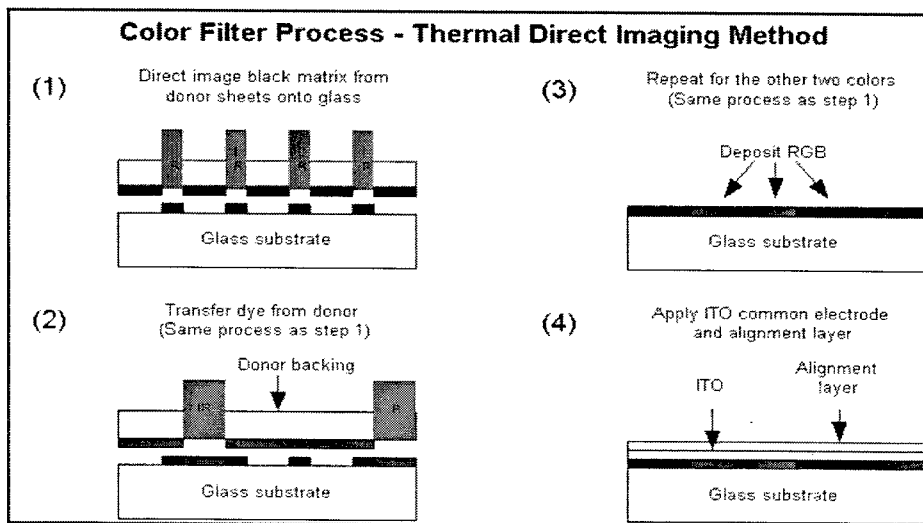 Color Filter Process - Thermal Direct Imaging Method
(1)
Direct image black matrix from
donor sheets onto glass
Glass substrate
(2)
Transfer dye from donor
(Same process as step 1)
Donor backing
Glass substrate
(3)
Repeat for the other two colors
(Same process as step 1)
Deposit RGB
Glass substrate
(4)
Apply ITO common electrode
and alignment layer
ITO
Alignment
layer
Glass substrate